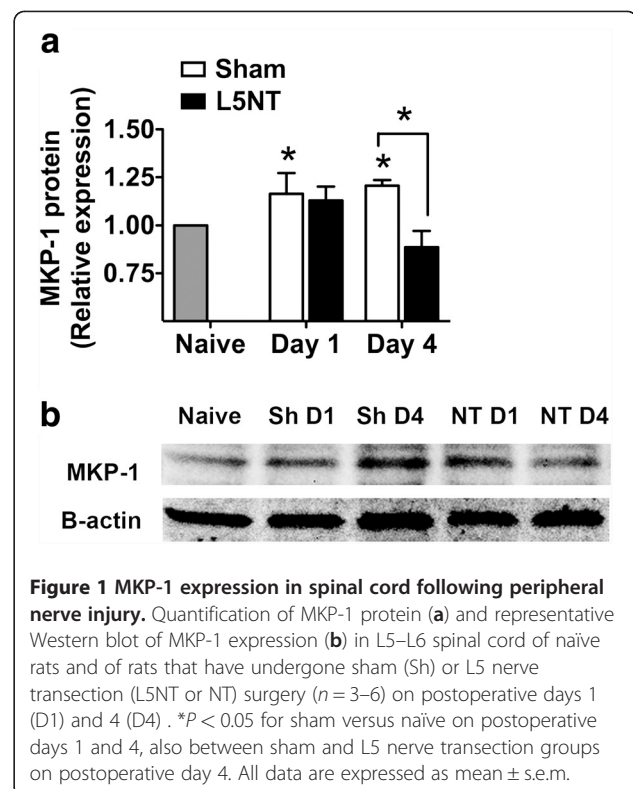 a
Sham
L5NT
MKP-1 protein
(Relative expression)
1.50
1.25
1.00
0.75
* * * *
Naive Day 1 Day 4
b
Naive Sh D1 Sh D4 NT D1 NT D4
MKP-1
B-actin
Figure 1 MKP-1 expression in spinal cord following peripheral
nerve injury. Quantification of MKP-1 protein (a) and representative
Western blot of MKP-1 expression (b) in L5–L6 spinal cord of naïve
rats and of rats that have undergone sham (Sh) or L5 nerve
transection (L5NT or NT) surgery (n = 3–6) on postoperative days 1
(D1) and 4 (D4) . *P < 0.05 for sham versus naïve on postoperative
days 1 and 4, also between sham and L5 nerve transection groups
on postoperative day 4. All data are expressed as mean ± s.e.m.